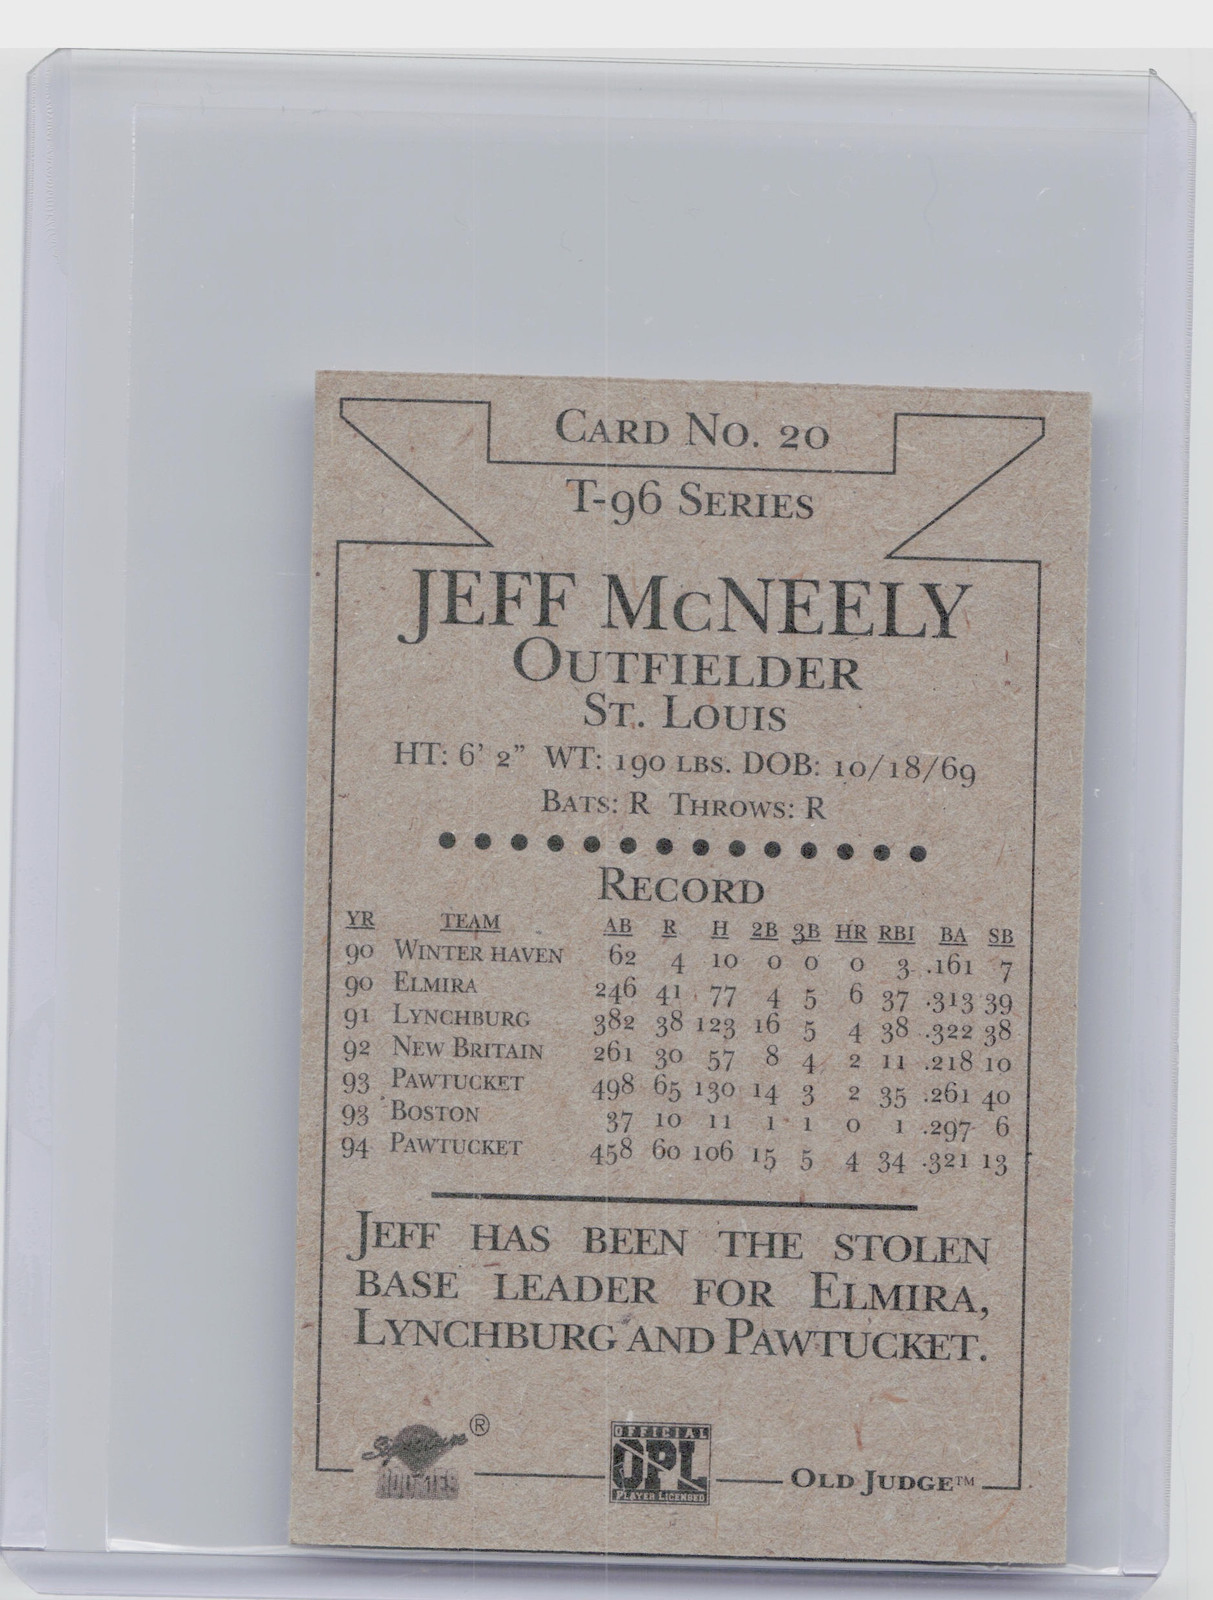 CARD NO. 20
T-96 SERIES
JEFF MCNEELY
OUTFIELDER
ST. LOUIS
HT: 6' 2" WT: 190 LBS. DOB: 10/18/69
BATS: R THROWS: R
RECORD
YR TEAM AB R H 2B 3B HR RBI BA SB
90 WINTER HAVEN 62 4 10 0 0 0 3 .161 7
90 ELMIRA 246 41 77 4 5 6 37 .313 39
91 LYNCHBURG 382 38 123 16 5 4 38 .322 38
92 NEW BRITAIN 261 30 57 8 4 2 11 .218 10
93 PAWTUCKET 498 65 130 14 3 2 35 .261 40
93 BOSTON 37 10 11 1 1 0 1 .297 6
94 PAWTUCKET 458 60 106 15 5 4 34 .321 13
JEFF HAS BEEN THE STOLEN
BASE LEADER FOR ELMIRA,
LYNCHBURG AND PAWTUCKET.
Signature ®
ROOKIES
OFFICIAL
OPL
PLAYER LICENSED
OLD JUDGE™